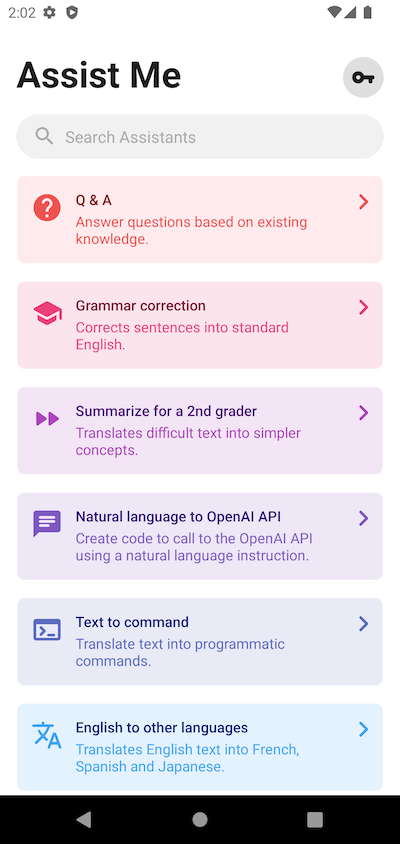 2:02
Assist Me
Search Assistants
Q & A
Answer questions based on existing
knowledge.
Grammar correction
Corrects sentences into standard
English.
Summarize for a 2nd grader
Translates difficult text into simpler
concepts.
Natural language to OpenAI API
Create code to call to the OpenAI API
using a natural language instruction.
Text to command
Translate text into programmatic
commands.
English to other languages
Translates English text into French,
Spanish and Japanese.